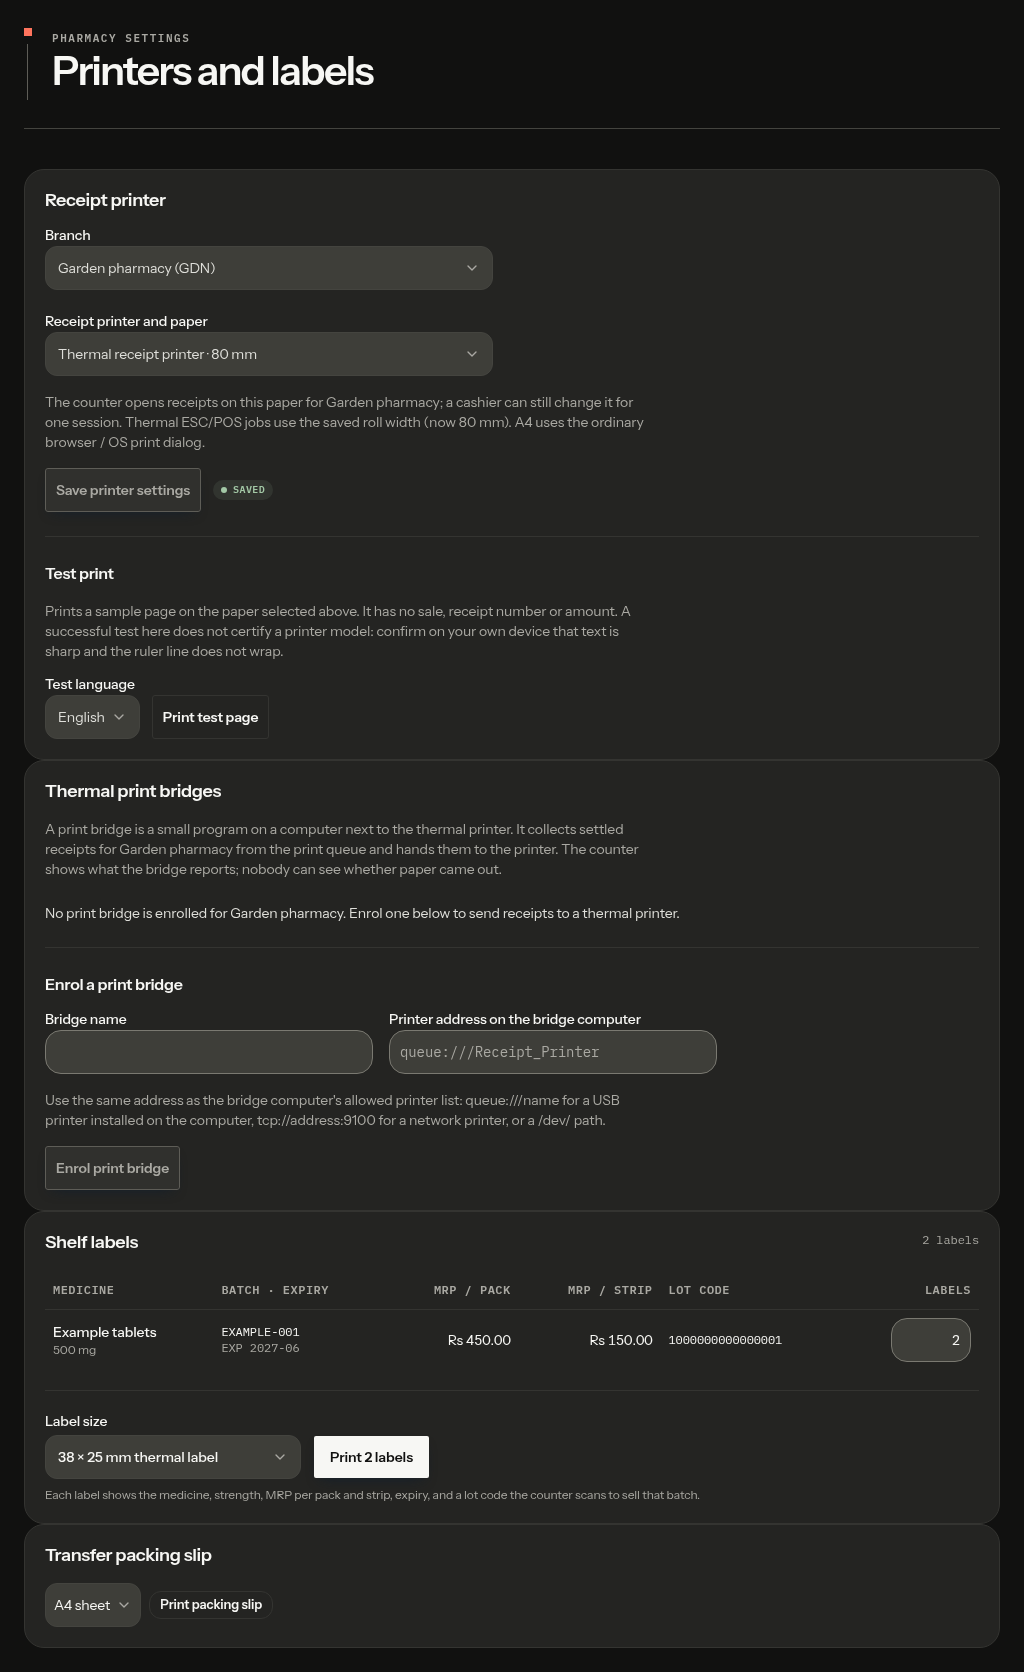 PHARMACY SETTINGS
Printers and labels
Receipt printer
Branch
Garden pharmacy (GDN)
Receipt printer and paper
Thermal receipt printer · 80 mm
The counter opens receipts on this paper for Garden pharmacy; a cashier can still change it for
one session. Thermal ESC/POS jobs use the saved roll width (now 80 mm). A4 uses the ordinary
browser / OS print dialog.
Save printer settings
SAVED
Test print
Prints a sample page on the paper selected above. It has no sale, receipt number or amount. A
successful test here does not certify a printer model: confirm on your own device that text is
sharp and the ruler line does not wrap.
Test language
English
Print test page
Thermal print bridges
A print bridge is a small program on a computer next to the thermal printer. It collects settled
receipts for Garden pharmacy from the print queue and hands them to the printer. The counter
shows what the bridge reports; nobody can see whether paper came out.
No print bridge is enrolled for Garden pharmacy. Enrol one below to send receipts to a thermal printer.
Enrol a print bridge
Bridge name
Printer address on the bridge computer
queue:///Receipt_Printer
Use the same address as the bridge computer's allowed printer list: queue:///name for a USB
printer installed on the computer, tcp://address:9100 for a network printer, or a /dev/ path.
Enrol print bridge
Shelf labels
2 labels
MEDICINE BATCH · EXPIRY MRP / PACK MRP / STRIP LOT CODE LABELS
Example tablets EXAMPLE-001 Rs 450.00 Rs 150.00 1000000000000001 2
500 mg EXP 2027-06
Label size
38 × 25 mm thermal label
Print 2 labels
Each label shows the medicine, strength, MRP per pack and strip, expiry, and a lot code the counter scans to sell that batch.
Transfer packing slip
A4 sheet
Print packing slip